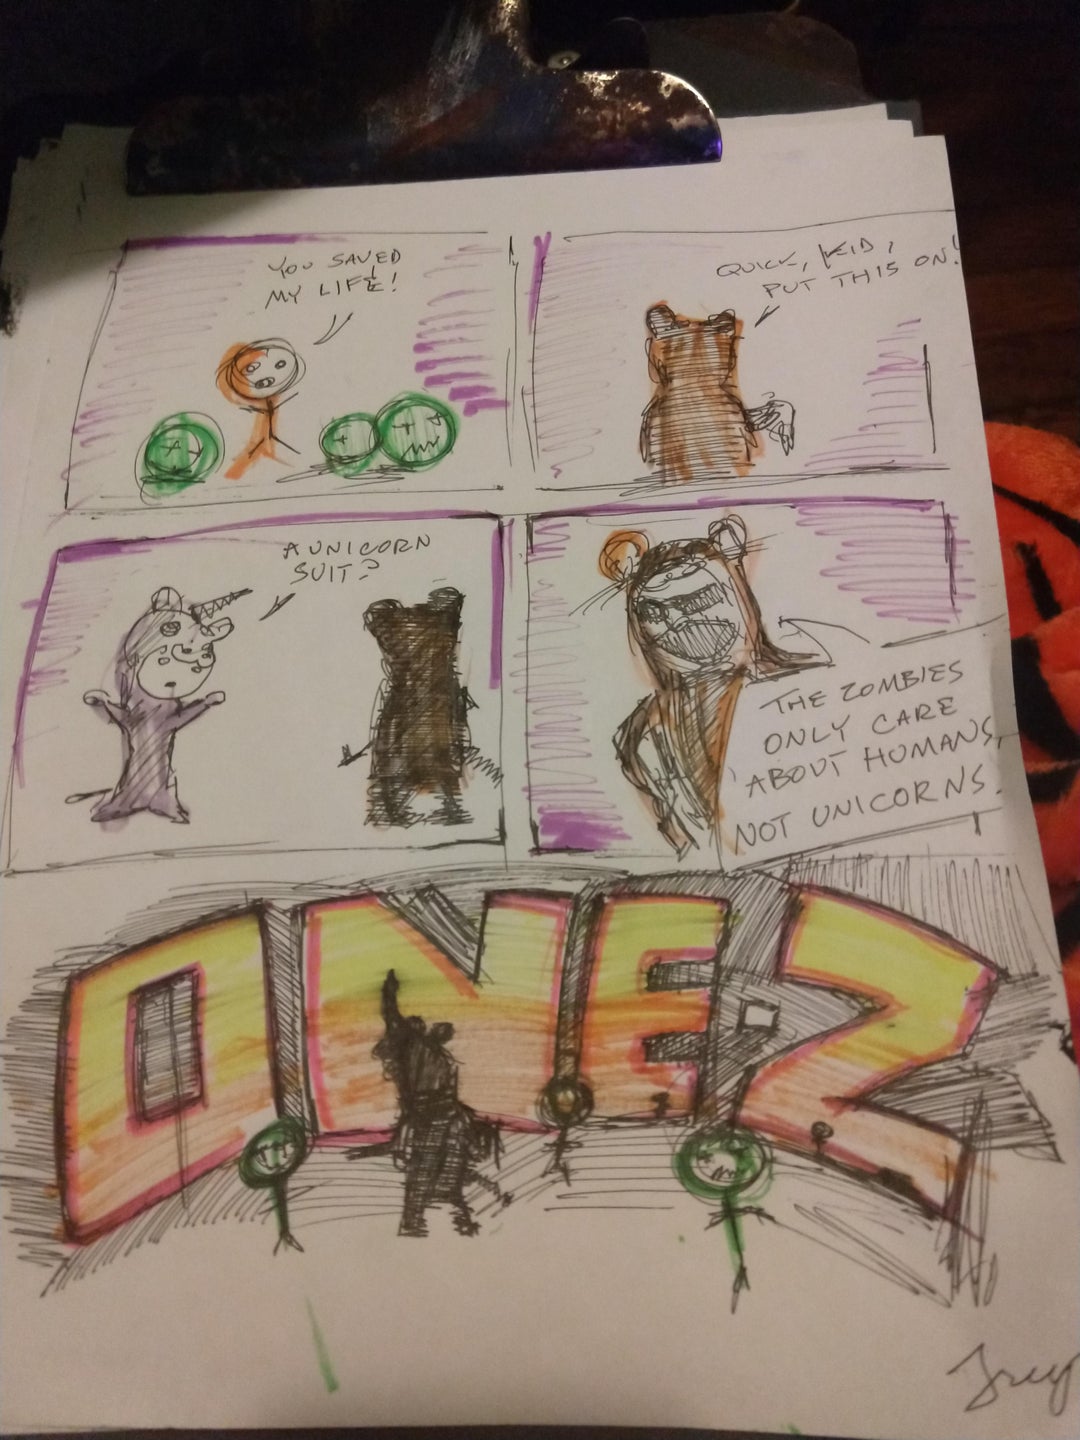 YOU SAVED
MY LIFE!
QUICK, KID,
PUT THIS ON!
A UNICORN
SUIT?
THE ZOMBIES
ONLY CARE
ABOUT HUMANS,
NOT UNICORNS.
ONEZ